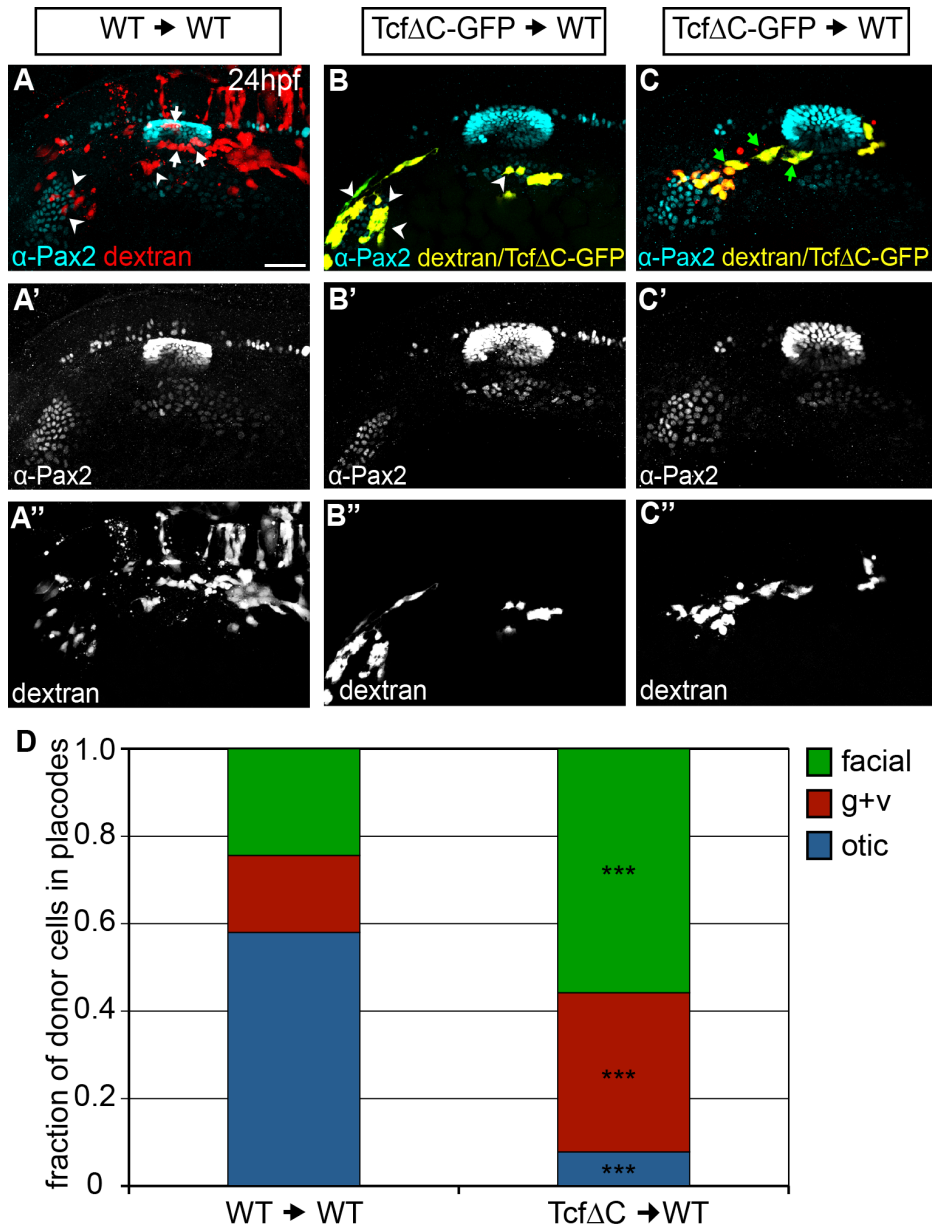 WT → WT
TcfΔC-GFP → WT
TcfΔC-GFP → WT
A
24hpf
α-Pax2 dextran
B
α-Pax2 dextran/TcfΔC-GFP
C
α-Pax2 dextran/TcfΔC-GFP
A’
α-Pax2
B’
α-Pax2
C’
α-Pax2
A”
dextran
B”
dextran
C”
dextran
D
fraction of donor cells in placodes
1.0
0.8
0.6
0.4
0.2
0
***
***
***
WT → WT
TcfΔC → WT
facial
g+v
otic